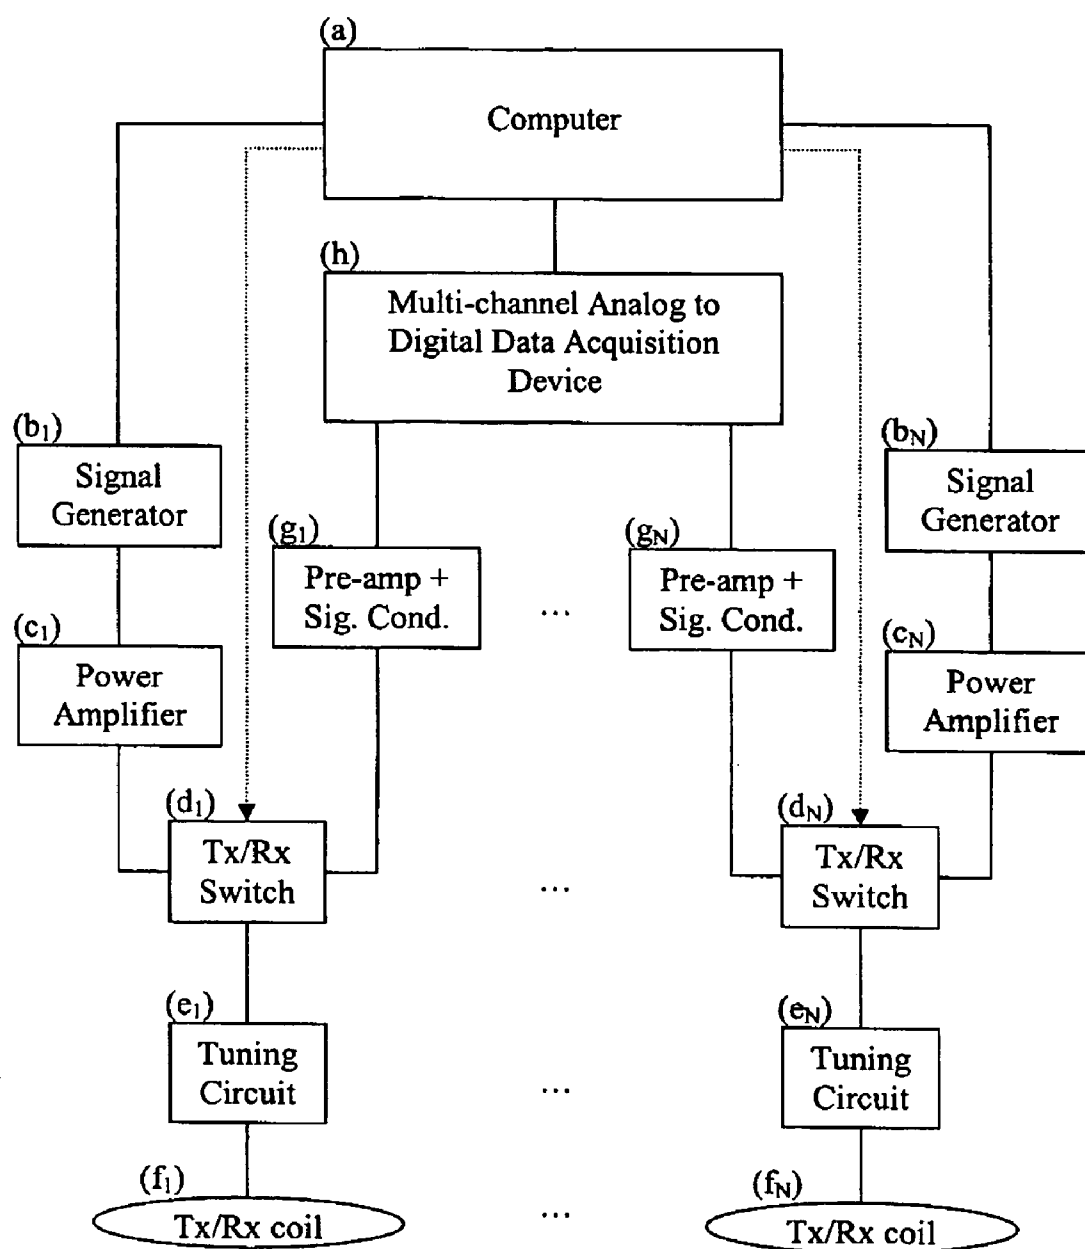 (a)
Computer
(h)
Multi-channel Analog to
Digital Data Acquisition
Device
(b1)
Signal
Generator
(bN)
Signal
Generator
(g1)
Pre-amp +
Sig. Cond.
...
(gN)
Pre-amp +
Sig. Cond.
(c1)
Power
Amplifier
(cN)
Power
Amplifier
(d1)
Tx/Rx
Switch
...
(dN)
Tx/Rx
Switch
(e1)
Tuning
Circuit
...
(eN)
Tuning
Circuit
(f1)
Tx/Rx coil
...
(fN)
Tx/Rx coil